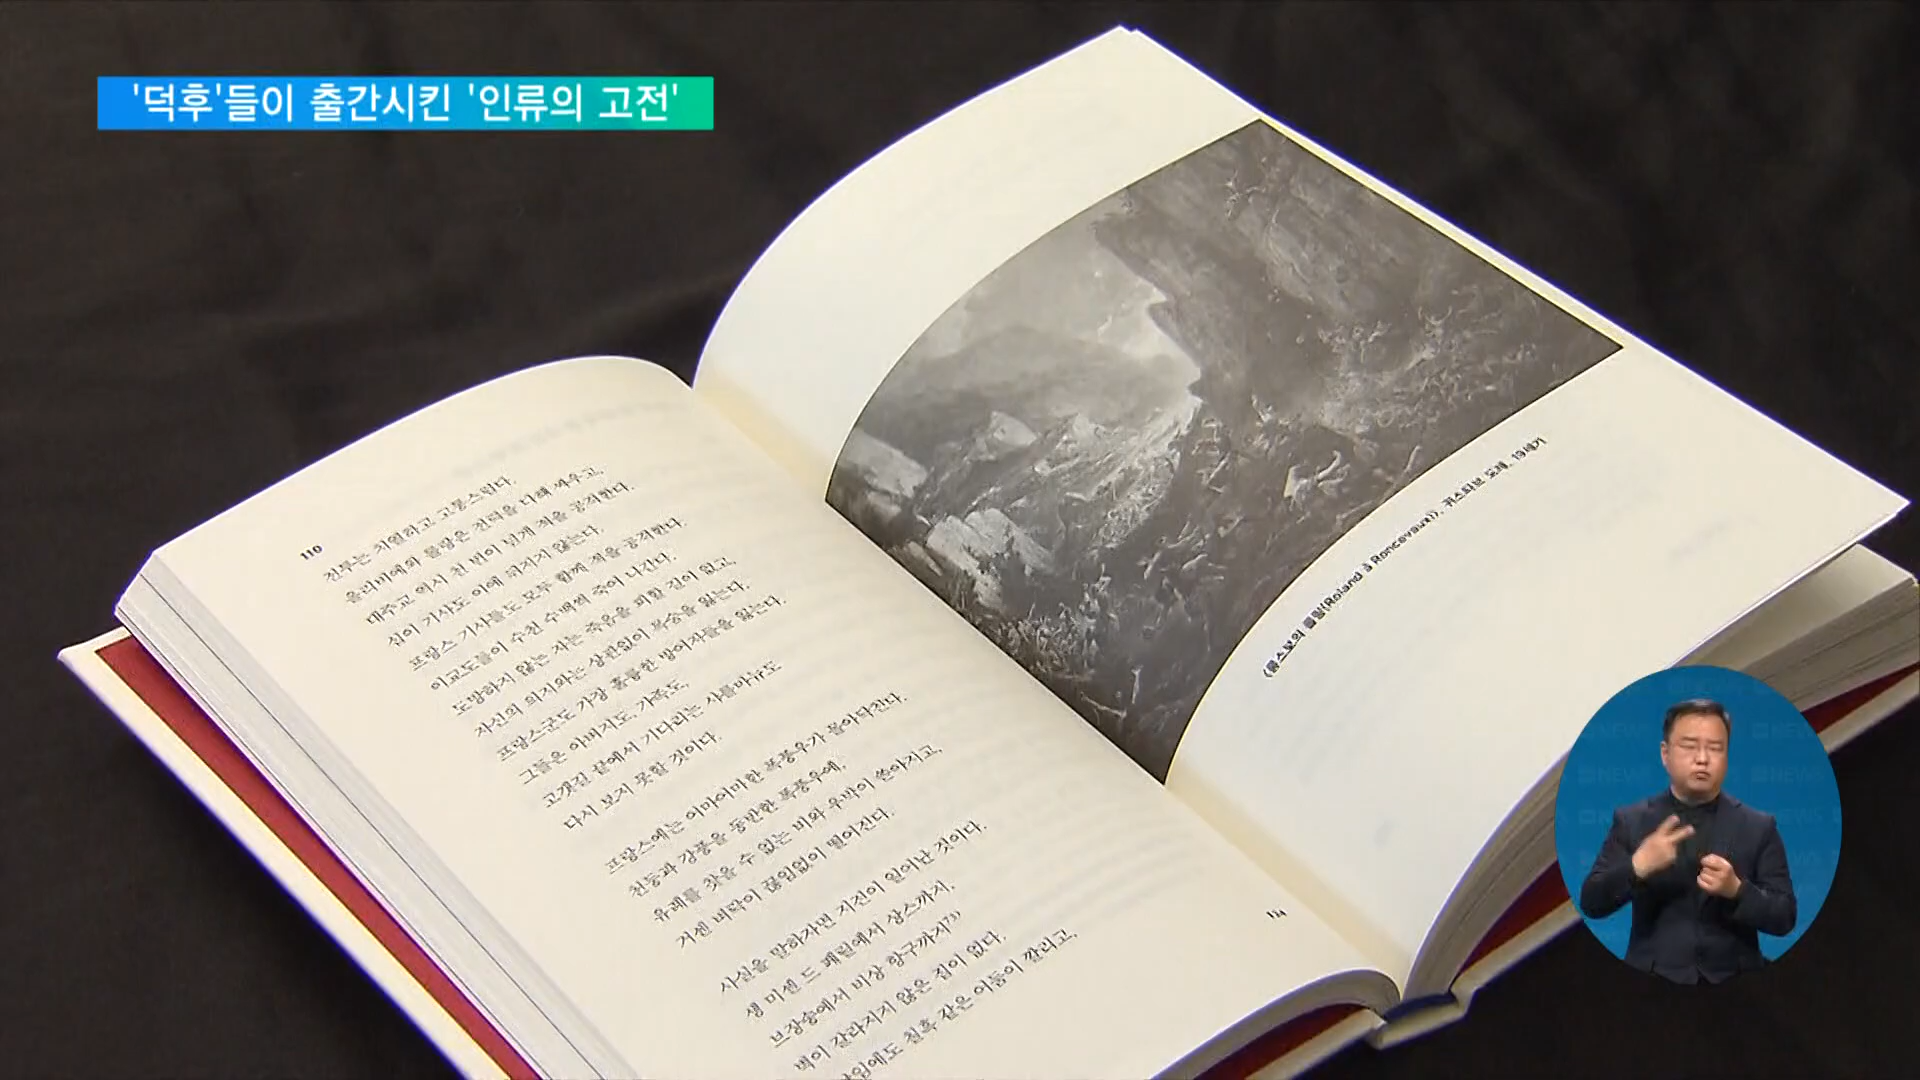 '덕후'들이 출간시킨 '인류의 고전'
110
전투는 치열하고 고통스럽다.
올리비에와 롤랑은 전력을 다해 싸우고,
대주교 역시 천 번이 넘게 적을 공격한다.
십이 기사도 이에 뒤지지 않는다.
프랑스 기사들도 모두 함께 적을 공격한다.
이교도들이 수천 수백씩 죽어 나간다.
도망하지 않는 자는 죽음을 피할 길이 없고,
자신의 의지와는 상관없이 목숨을 잃는다.
프랑스군도 가장 훌륭한 방어자들을 잃는다.
그들은 아버지도, 가족도,
고갯길 끝에서 기다리는 샤를마뉴도
다시 보지 못할 것이다.
프랑스에는 어마어마한 폭풍우가 몰아닥친다.
천둥과 강풍을 동반한 폭풍우에,
유례를 찾을 수 없는 비와 우박이 쏟아지고,
거센 벼락이 끊임없이 떨어진다.
사실을 말하자면 지진이 일어난 것이다.
생 미셸 드 페릴에서 상스까지,
브장송에서 비상 항구까지
벽이 갈라지지 않은 집이 없다.
칠흑 같은 어둠이 깔리고,
〈롱스보의 롤랑(Roland à Roncevaux)〉, 귀스타브 도레, 19세기
NEWS